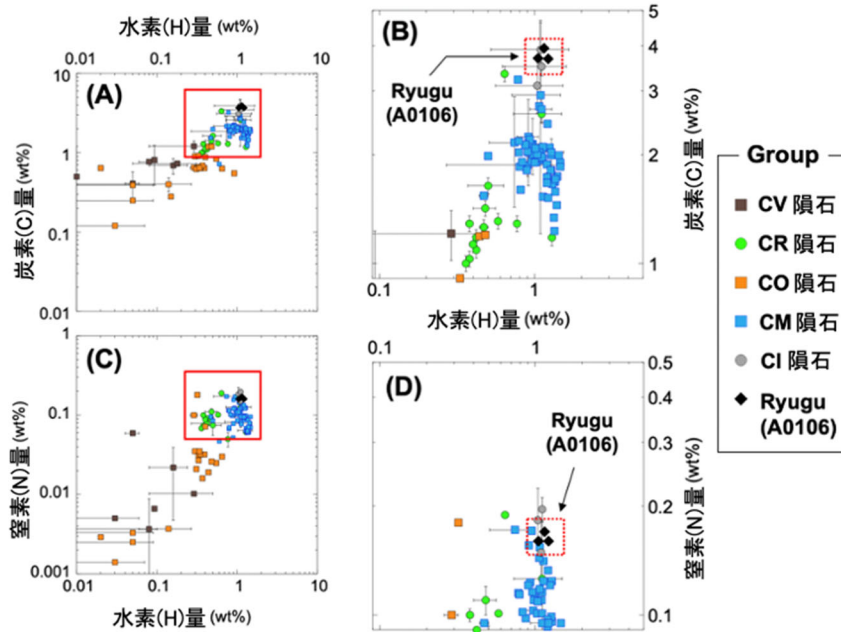 水素(H)量 (wt%)
0.01 0.1 1 10
(A)
10
1
0.1
0.01
炭素(C)量(wt%)
(B)
Ryugu
(A0106)
5
4
3
2
1
炭素(C)量(wt%)
0.1 1
水素(H)量(wt%)
0.1 1
(C)
1
0.1
0.01
0.001
窒素(N)量(wt%)
0.01 0.1 1 10
水素(H)量 (wt%)
(D)
Ryugu
(A0106)
0.5
0.4
0.3
0.2
0.1
窒素(N)量(wt%)
Group
CV 隕石
CR 隕石
CO 隕石
CM 隕石
CI 隕石
Ryugu
(A0106)